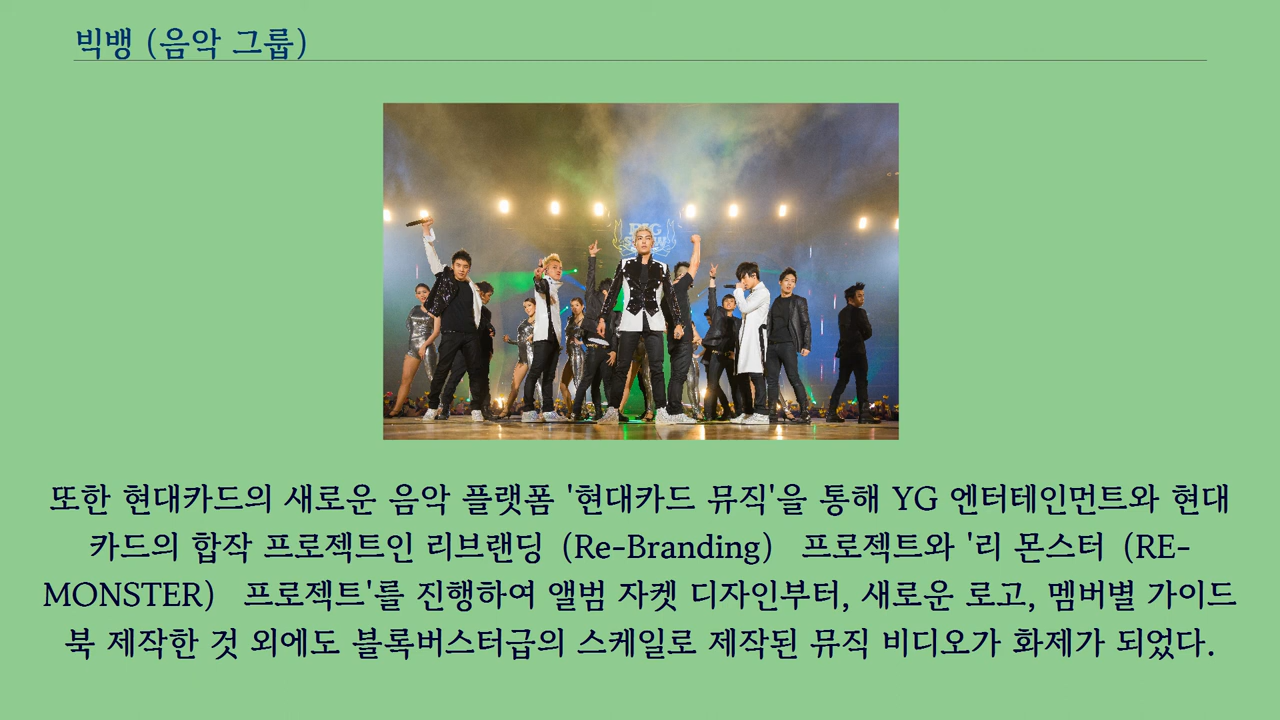 빅뱅 (음악 그룹)
BIG
SHOW
또한 현대카드의 새로운 음악 플랫폼 '현대카드 뮤직'을 통해 YG 엔터테인먼트와 현대
카드의 합작 프로젝트인 리브랜딩 (Re-Branding) 프로젝트와 '리 몬스터 (RE-
MONSTER) 프로젝트'를 진행하여 앨범 자켓 디자인부터, 새로운 로고, 멤버별 가이드
북 제작한 것 외에도 블록버스터급의 스케일로 제작된 뮤직 비디오가 화제가 되었다.